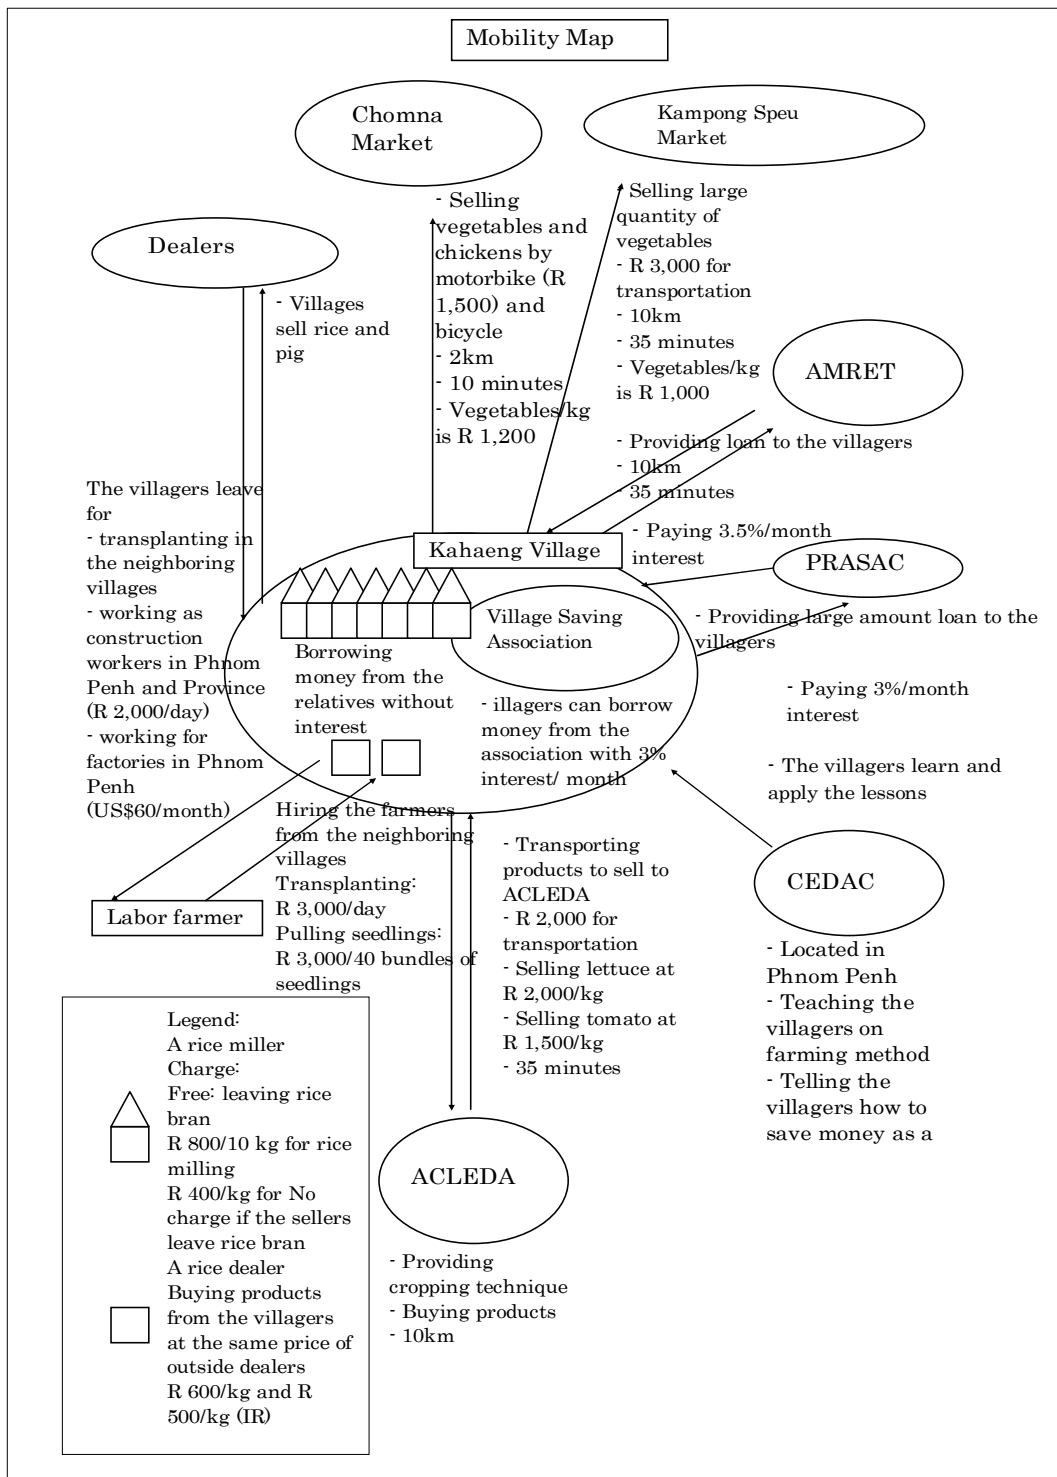 Mobility Map
Chomna
Market
Kampong Speu
Market
Dealers
- Selling
vegetables and
chickens by
motorbike (R
1,500) and
bicycle
- 2km
- 10 minutes
- Vegetables/kg
is R 1,200
- Selling large
quantity of
vegetables
- R 3,000 for
transportation
- 10km
- 35 minutes
- Vegetables/kg
is R 1,000
- Villages
sell rice and
pig
AMRET
- Providing loan to the villagers
- 10km
- 35 minutes
The villagers leave
for
- transplanting in
the neighboring
villages
- working as
construction
workers in Phnom
Penh and Province
(R 2,000/day)
- working for
factories in Phnom
Penh
(US$60/month)
Kahaeng Village
- Paying 3.5%/month
interest
PRASAC
Village Saving
Association
- Providing large amount loan to the
villagers
Borrowing
money from the
relatives without
interest
- illagers can borrow
money from the
association with 3%
interest/ month
- Paying 3%/month
interest
- The villagers learn and
apply the lessons
Hiring the farmers
from the neighboring
villages
Transplanting:
R 3,000/day
Pulling seedlings:
R 3,000/40 bundles of
seedlings
- Transporting
products to sell to
ACLEDA
- R 2,000 for
transportation
- Selling lettuce at
R 2,000/kg
- Selling tomato at
R 1,500/kg
- 35 minutes
CEDAC
Labor farmer
- Located in
Phnom Penh
- Teaching the
villagers on
farming method
- Telling the
villagers how to
save money as a
Legend:
A rice miller
Charge:
Free: leaving rice
bran
R 800/10 kg for rice
milling
R 400/kg for No
charge if the sellers
leave rice bran
A rice dealer
Buying products
from the villagers
at the same price of
outside dealers
R 600/kg and R
500/kg (IR)
ACLEDA
- Providing
cropping technique
- Buying products
- 10km